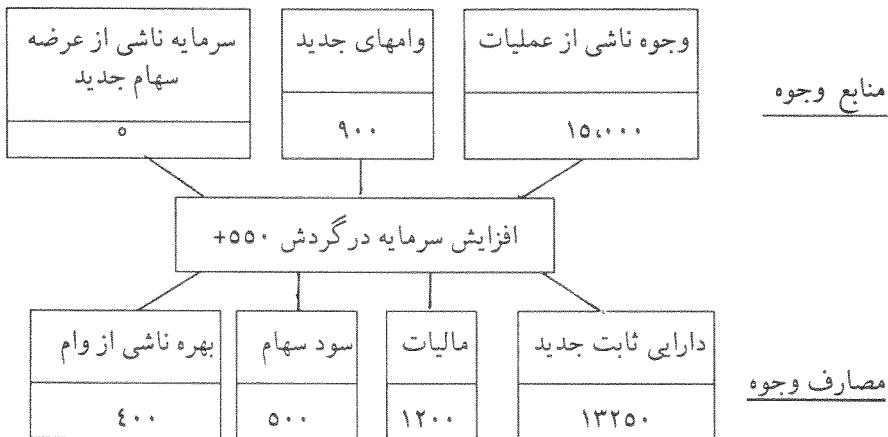 منابع وجوه
وجوه ناشی از عملیات
۱۵،۰۰۰
وامهای جدید
۹۰۰
سرمایه ناشی از عرضه
سهام جدید
۰
افزایش سرمایه درگردش ۵۵۰+
مصارف وجوه
دارایی ثابت جدید
۱۳۲۵۰
مالیات
۱۲۰۰
سود سهام
۵۰۰
بهره ناشی از وام
٤۰۰